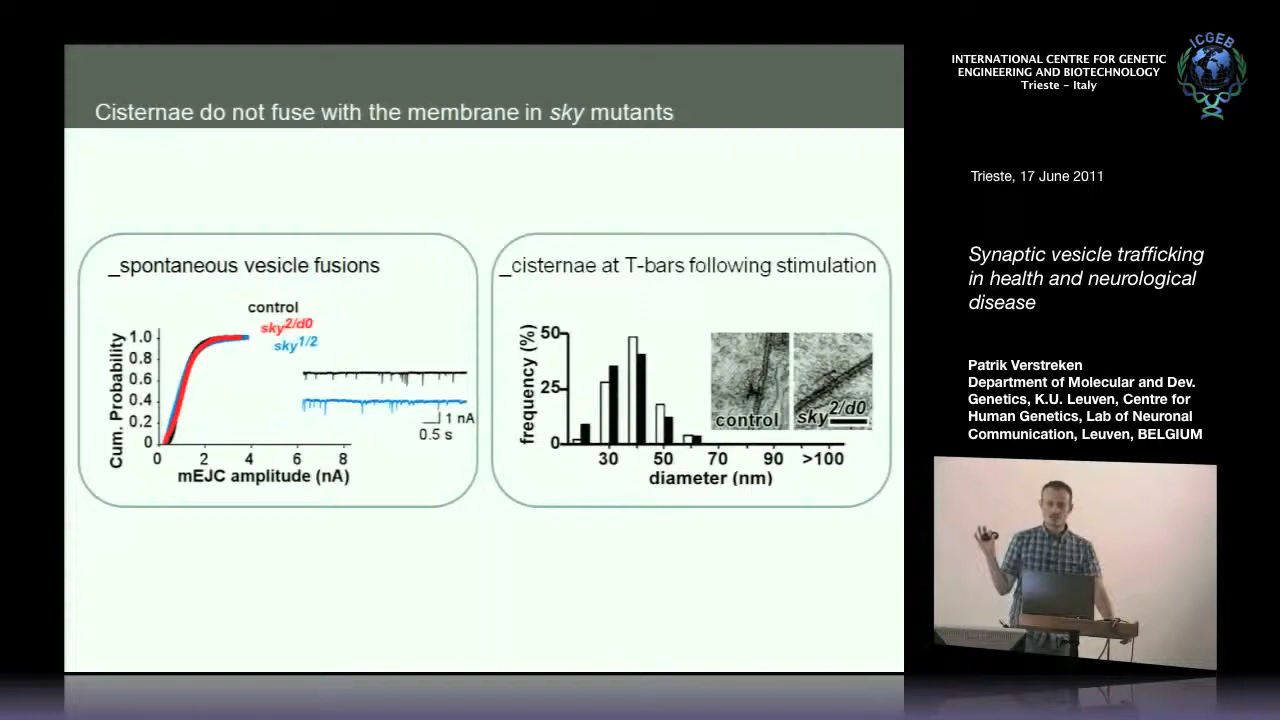 Cisternae do not fuse with the membrane in sky mutants
_spontaneous vesicle fusions
control
sky2/d0
sky1/2
Cum. Probability
1.0
0.8
0.6
0.4
0.2
0
0 2 4 6 8
mEJC amplitude (nA)
1 nA
0.5 s
_cisternae at T-bars following stimulation
frequency (%)
50
25
0
30 50 70 90 >100
diameter (nm)
control
sky2/d0
INTERNATIONAL CENTRE FOR GENETIC
ENGINEERING AND BIOTECHNOLOGY
Trieste - Italy
ICGEB
Trieste, 17 June 2011
Synaptic vesicle trafficking
in health and neurological
disease
Patrik Verstreken
Department of Molecular and Dev.
Genetics, K.U. Leuven, Centre for
Human Genetics, Lab of Neuronal
Communication, Leuven, BELGIUM